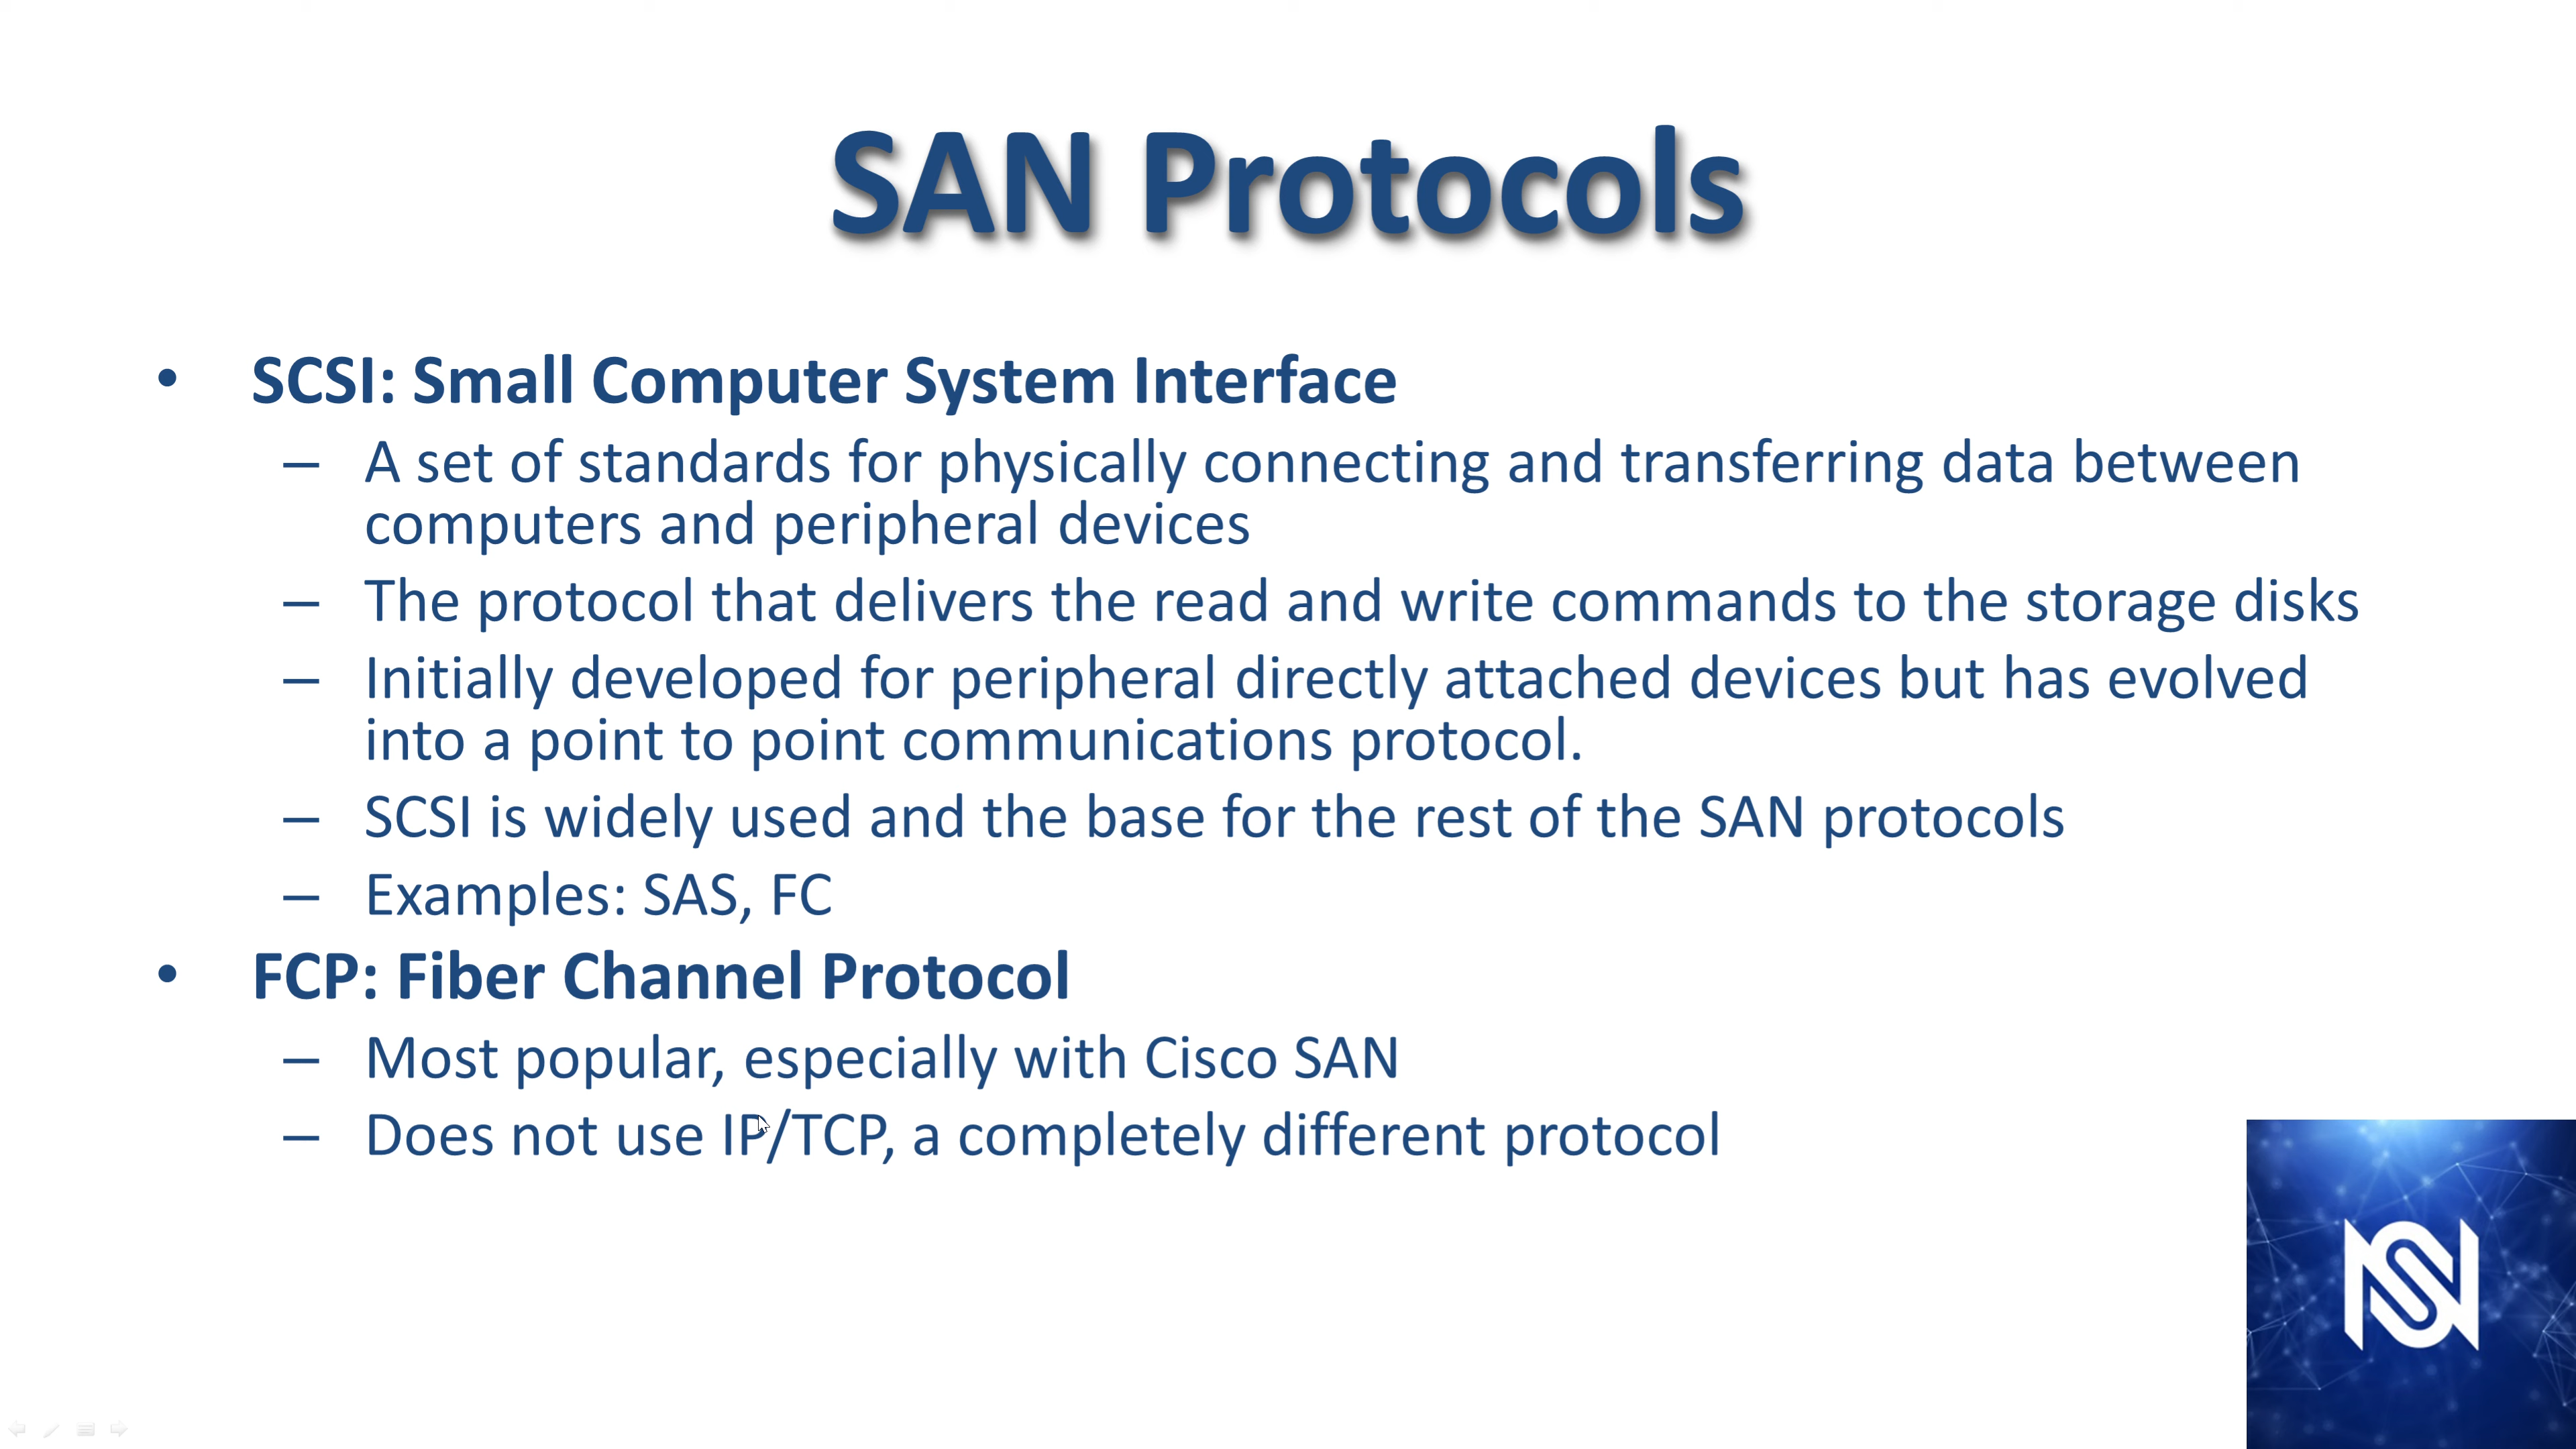 SAN Protocols
• SCSI: Small Computer System Interface
– A set of standards for physically connecting and transferring data between
computers and peripheral devices
– The protocol that delivers the read and write commands to the storage disks
– Initially developed for peripheral directly attached devices but has evolved
into a point to point communications protocol.
– SCSI is widely used and the base for the rest of the SAN protocols
– Examples: SAS, FC
• FCP: Fiber Channel Protocol
– Most popular, especially with Cisco SAN
– Does not use IP/TCP, a completely different protocol